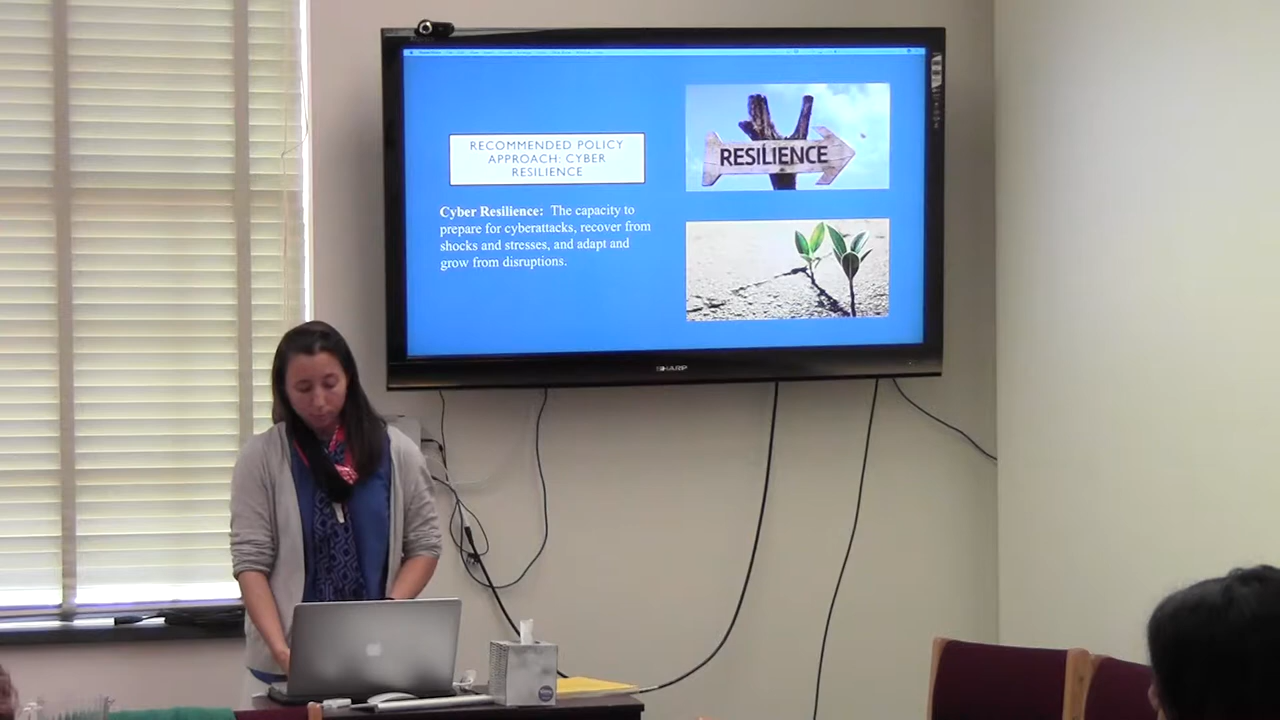 RECOMMENDED POLICY
APPROACH: CYBER
RESILIENCE
Cyber Resilience: The capacity to
prepare for cyberattacks, recover from
shocks and stresses, and adapt and
grow from disruptions.
RESILIENCE
SHARP